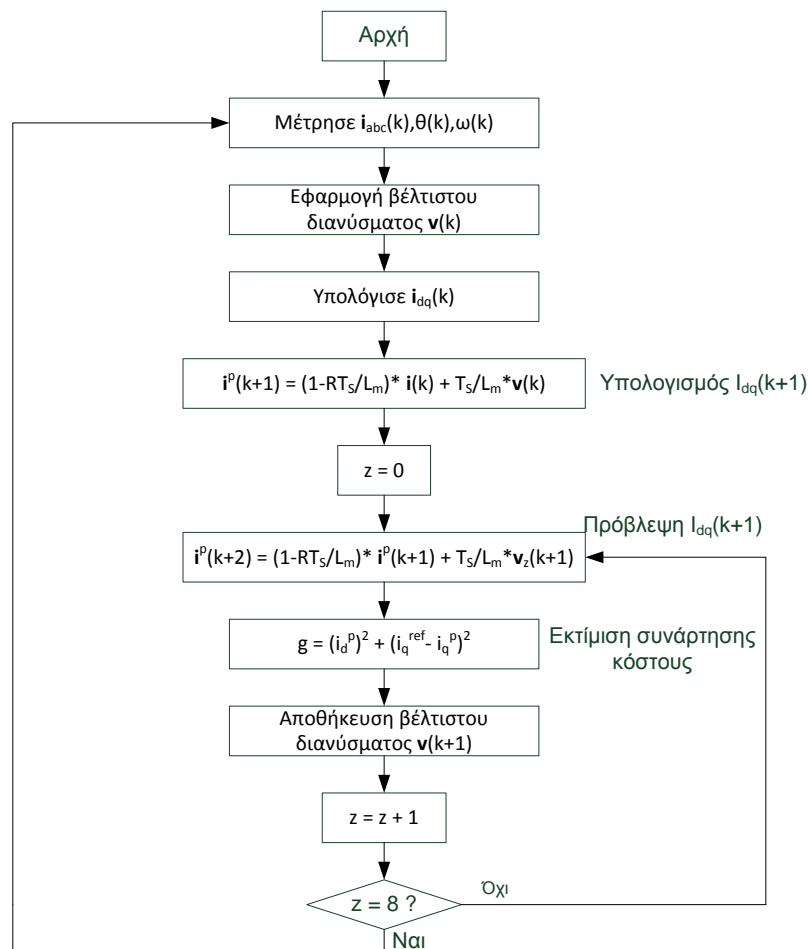 Αρχή
Μέτρησε i_abc(k),θ(k),ω(k)
Εφαρμογή βέλτιστου
διανύσματος v(k)
Υπολόγισε i_dq(k)
i^p(k+1) = (1-RT_S/L_m)* i(k) + T_S/L_m*v(k)
Υπολογισμός I_dq(k+1)
z = 0
Πρόβλεψη I_dq(k+1)
i^p(k+2) = (1-RT_S/L_m)* i^p(k+1) + T_S/L_m*v_z(k+1)
g = (i_d^p)^2 + (i_q^ref- i_q^p)^2
Εκτίμιση συνάρτησης
κόστους
Αποθήκευση βέλτιστου
διανύσματος v(k+1)
z = z + 1
z = 8 ?
Όχι
Ναι